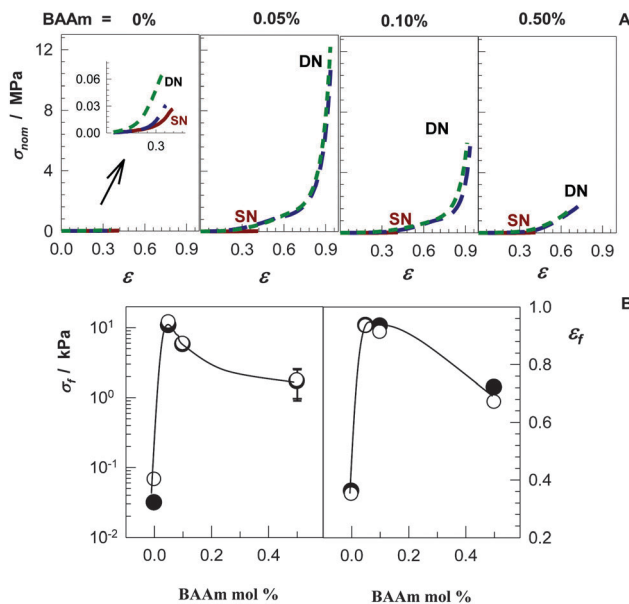 BAAm = 0% 0.05% 0.10% 0.50% A
σnom / MPa
12
8
4
0
0.06
0.03
0.00
0.3
DN
SN
SN
DN
SN
DN
SN
DN
0.0 0.3 0.6 0.9 0.3 0.6 0.9 0.3 0.6 0.9 0.3 0.6 0.9
ε ε ε ε
B
σf / kPa
10¹
10⁰
10⁻¹
10⁻²
1.0
0.8
0.6
0.4
0.2
εf
0.0 0.2 0.4 0.0 0.2 0.4
BAAm mol % BAAm mol %